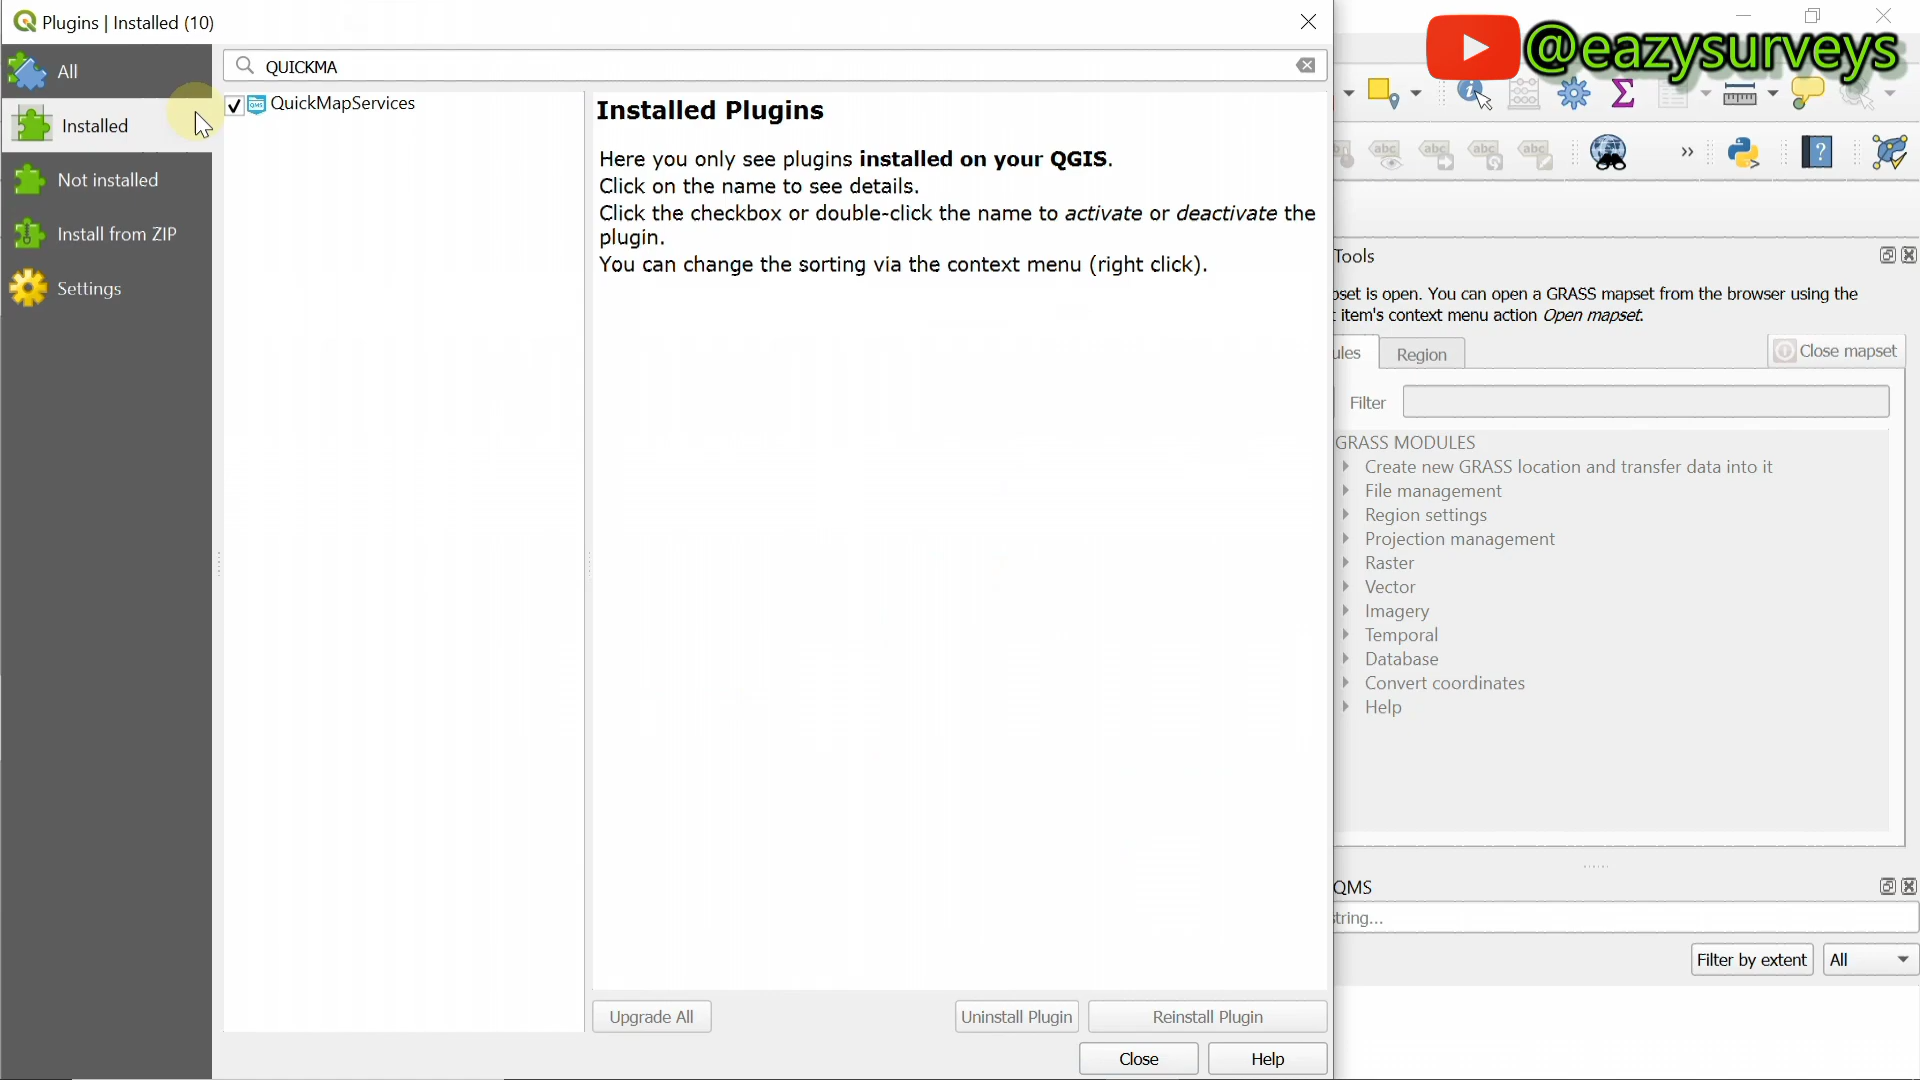 Plugins | Installed (10)
@eazysurveys
All
QUICKMA
Installed
QuickMapServices
Not installed
Install from ZIP
Settings
Installed Plugins
Here you only see plugins installed on your QGIS.
Click on the name to see details.
Click the checkbox or double-click the name to activate or deactivate the
plugin.
You can change the sorting via the context menu (right click).
Upgrade All
Uninstall Plugin
Reinstall Plugin
Close
Help
abc
abc
abc
abc
Tools
pset is open. You can open a GRASS mapset from the browser using the
item's context menu action Open mapset.
ules
Region
Close mapset
Filter
GRASS MODULES
Create new GRASS location and transfer data into it
File management
Region settings
Projection management
Raster
Vector
Imagery
Temporal
Database
Convert coordinates
Help
QMS
string...
Filter by extent
All